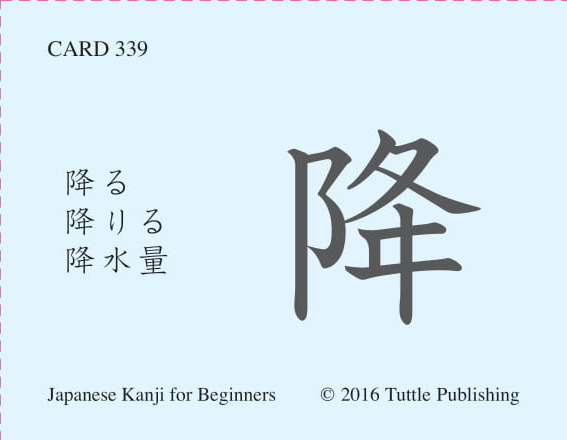 CARD 339
降る
降りる
降水量
降
Japanese Kanji for Beginners © 2016 Tuttle Publishing